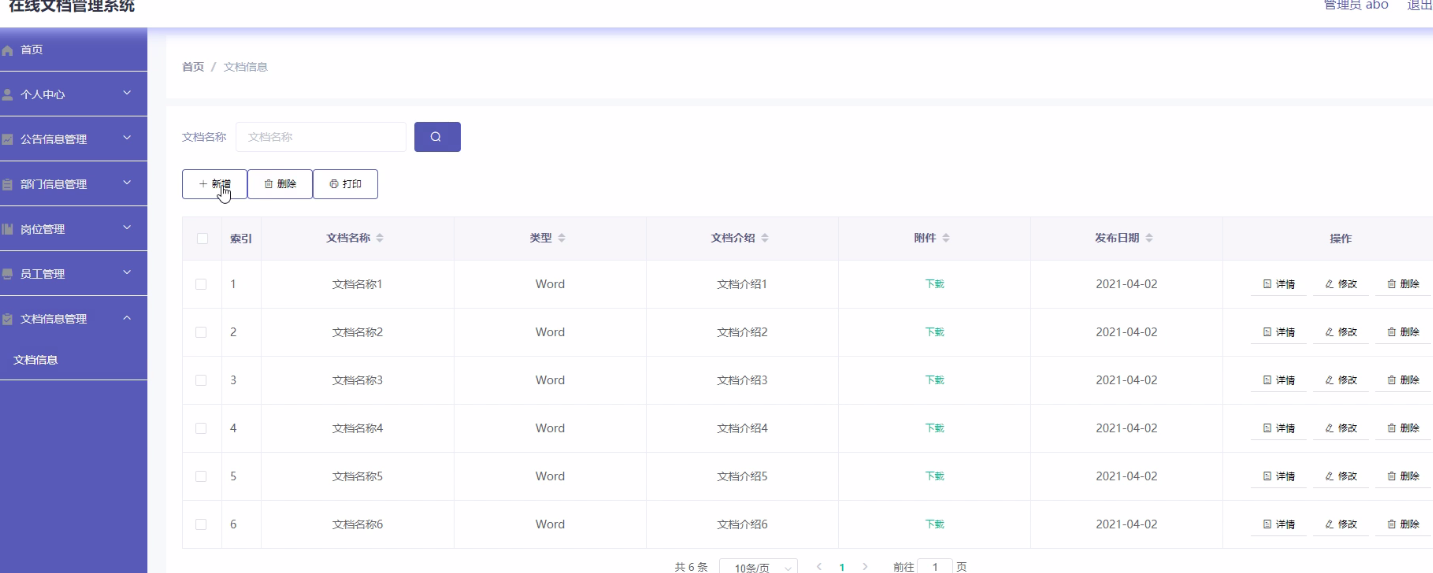 在线文档管理系统
管理员 abo 退出
首页
个人中心
公告信息管理
部门信息管理
岗位管理
员工管理
文档信息管理
文档信息
首页 / 文档信息
文档名称 文档名称
新增 删除 打印
索引 文档名称 类型 文档介绍 附件 发布日期 操作
1 文档名称1 Word 文档介绍1 下载 2021-04-02 详情 修改 删除
2 文档名称2 Word 文档介绍2 下载 2021-04-02 详情 修改 删除
3 文档名称3 Word 文档介绍3 下载 2021-04-02 详情 修改 删除
4 文档名称4 Word 文档介绍4 下载 2021-04-02 详情 修改 删除
5 文档名称5 Word 文档介绍5 下载 2021-04-02 详情 修改 删除
6 文档名称6 Word 文档介绍6 下载 2021-04-02 详情 修改 删除
共 6 条 10条/页 1 前往 1 页